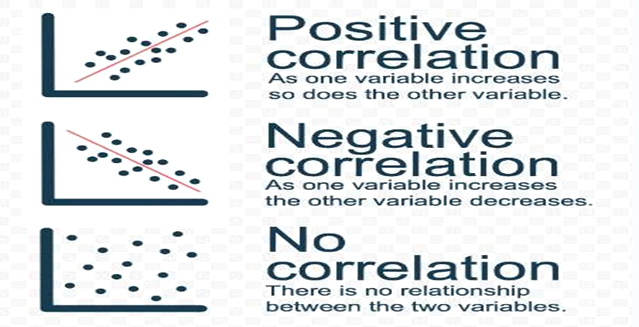 Positive
correlation
As one variable increases
so does the other variable.
Negative
correlation
As one variable increases
the other variable decreases.
No
correlation
There is no relationship
between the two variables.